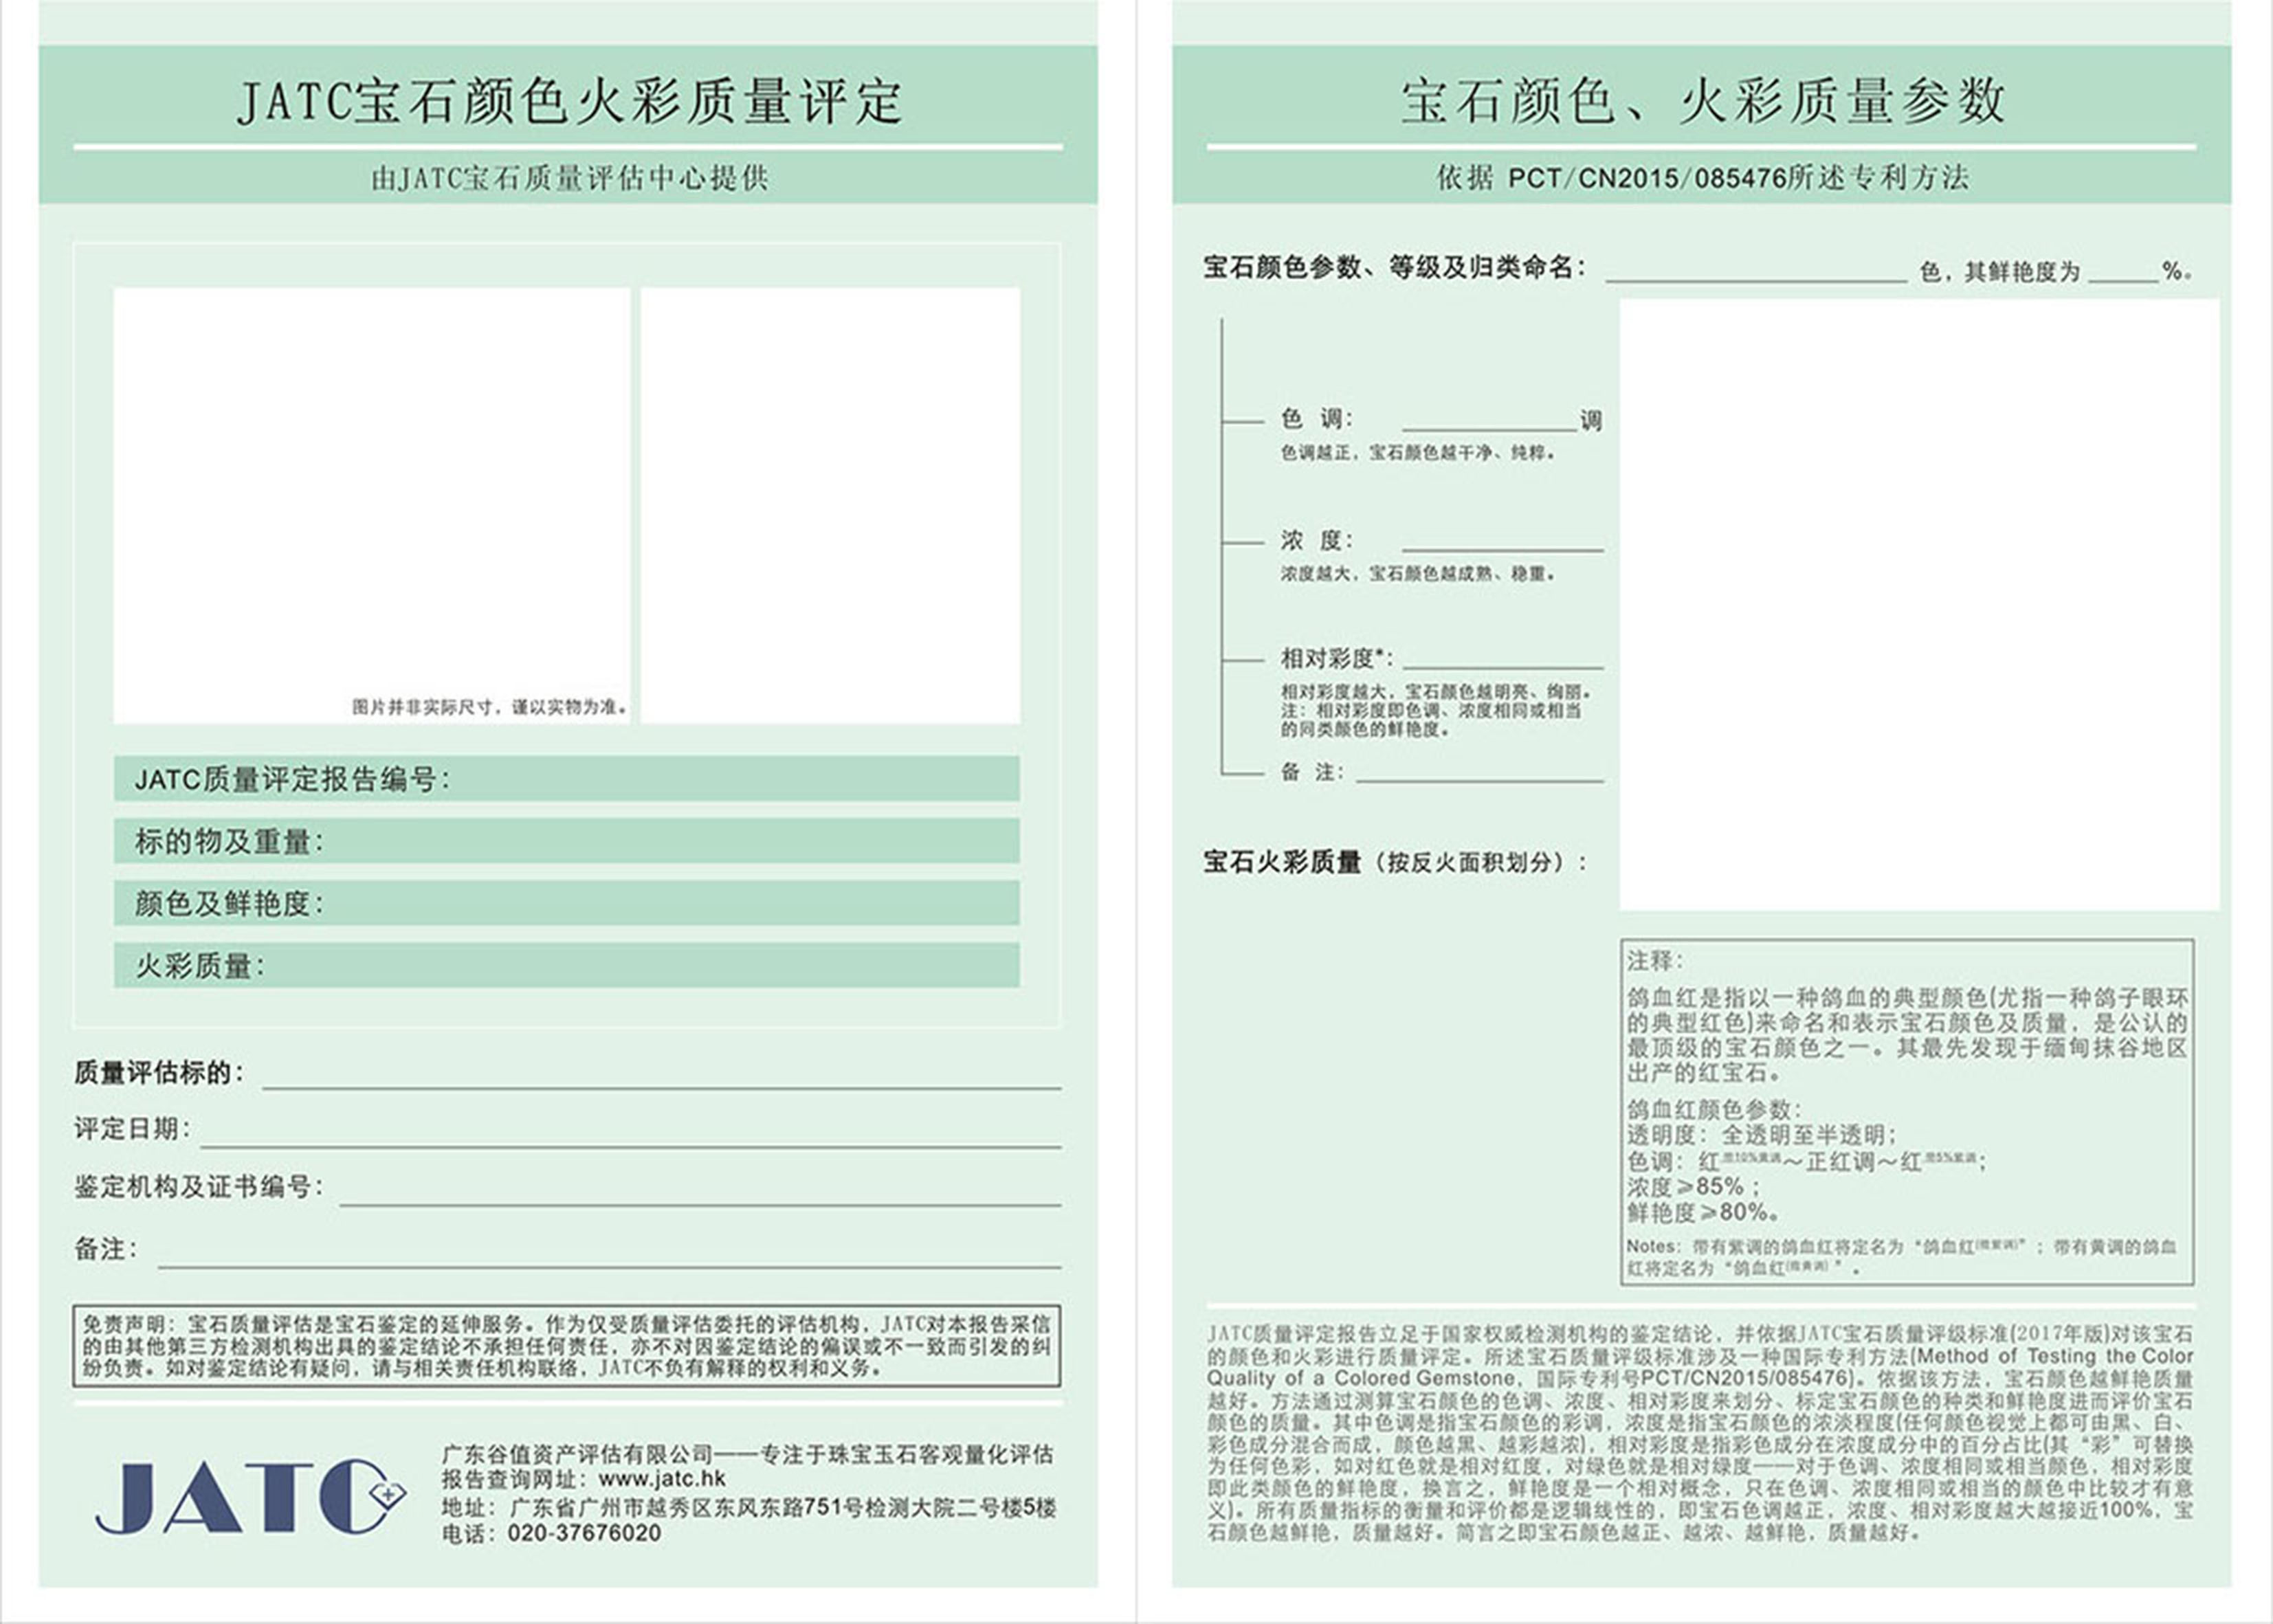 JATC宝石颜色火彩质量评定
由JATC宝石质量评估中心提供
图片并非实际尺寸，谨以实物为准。
JATC质量评定报告编号：
标的物及重量：
颜色及鲜艳度：
火彩质量：
质量评估标的：
评定日期：
鉴定机构及证书编号：
备注：
免责声明：宝石质量评估是宝石鉴定的延伸服务。作为仅受质量评估委托的评估机构，JATC对本报告采信
的由其他第三方检测机构出具的鉴定结论不承担任何责任，亦不对因鉴定结论的偏误或不一致而引发的纠
纷负责。如对鉴定结论有疑问，请与相关责任机构联络，JATC不负有解释的权利和义务。
JATC
广东谷值资产评估有限公司——专注于珠宝玉石客观量化评估
报告查询网址：www.jatc.hk
地址：广东省广州市越秀区东风东路751号检测大院二号楼5楼
电话：020-37676020
宝石颜色、火彩质量参数
依据 PCT/CN2015/085476所述专利方法
宝石颜色参数、等级及归类命名： 色，其鲜艳度为 %。
色 调： 调
色调越正，宝石颜色越干净、纯粹。
浓 度：
浓度越大，宝石颜色越成熟、稳重。
相对彩度*：
相对彩度越大，宝石颜色越明亮、绚丽。
注：相对彩度即色调、浓度相同或相当
的同类颜色的鲜艳度。
备 注：
宝石火彩质量（按反火面积划分）：
注释：
鸽血红是指以一种鸽血的典型颜色(尤指一种鸽子眼环
的典型红色)来命名和表示宝石颜色及质量，是公认的
最顶级的宝石颜色之一。其最先发现于缅甸抹谷地区
出产的红宝石。
鸽血红颜色参数：
透明度：全透明至半透明；
色调：红～正红调～红；
浓度≥85%；
鲜艳度≥80%。
Notes：带有紫调的鸽血红将定名为“鸽血红(微紫调)”；带有黄调的鸽血
红将定名为“鸽血红(微黄调)”。
JATC质量评定报告立足于国家权威检测机构的鉴定结论，并依据JATC宝石质量评级标准(2017年版)对该宝石
的颜色和火彩进行质量评定。所述宝石质量评级标准涉及一种国际专利方法(Method of Testing the Color
Quality of a Colored Gemstone，国际专利号PCT/CN2015/085476)。依据该方法，宝石颜色越鲜艳质量
越好。方法通过测算宝石颜色的色调、浓度、相对彩度来划分、标定宝石颜色的种类和鲜艳度进而评价宝石
颜色的质量。其中色调是指宝石颜色的彩调，浓度是指宝石颜色的浓淡程度(任何颜色视觉上都可由黑、白、
彩色成分混合而成，颜色越黑、越彩越浓)，相对彩度是指彩色成分在浓度成分中的百分占比(其“彩”可替换
为任何色彩，如对红色就是相对红度，对绿色就是相对绿度——对于色调、浓度相同或相当颜色，相对彩度
即此类颜色的鲜艳度，换言之，鲜艳度是一个相对概念，只在色调、浓度相同或相当的颜色中比较才有意
义)。所有质量指标的衡量和评价都是逻辑线性的，即宝石色调越正，浓度、相对彩度越大越接近100%，宝
石颜色越鲜艳，质量越好。简言之即宝石颜色越正、越浓、越鲜艳，质量越好。